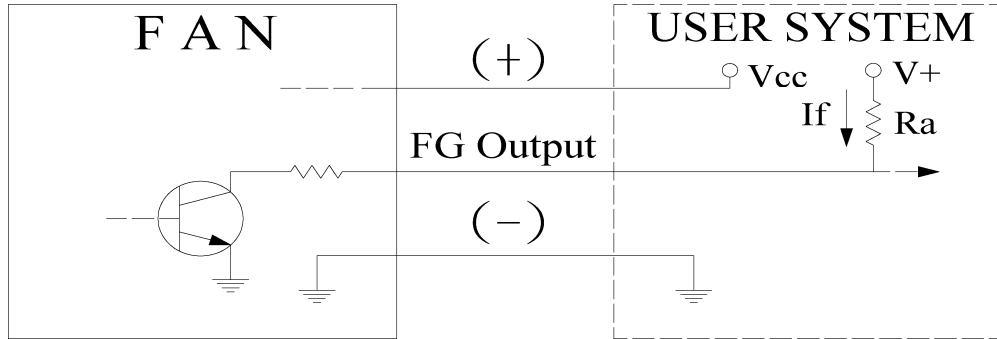 F A N
USER SYSTEM
(+)
Vcc
V+
If
Ra
FG Output
(-)